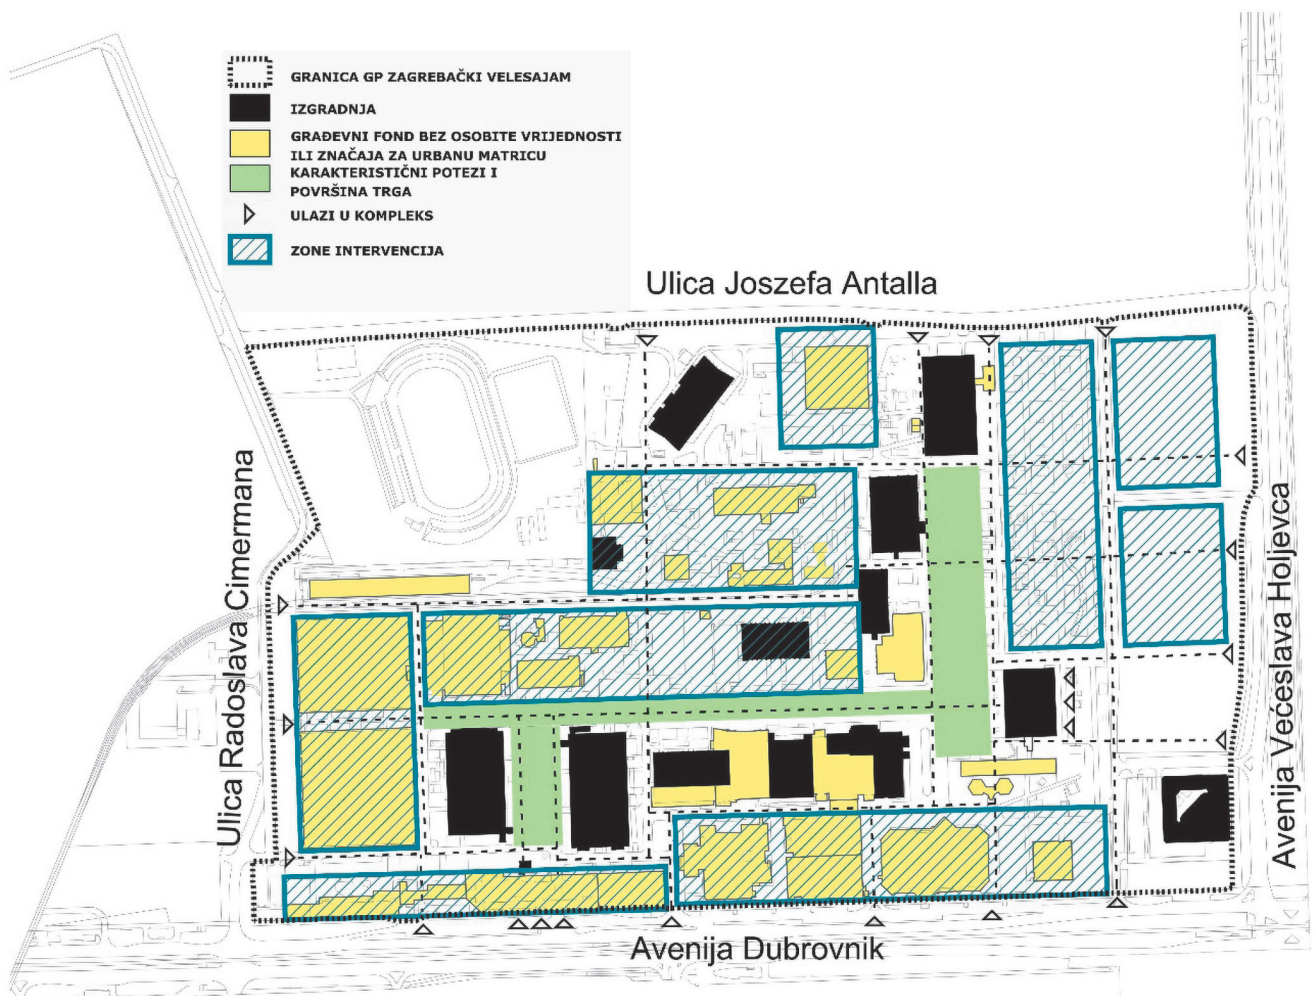 GRANICA GP ZAGREBAČKI VELESAJAM
IZGRADNJA
GRAĐEVNI FOND BEZ OSOBITE VRIJEDNOSTI
ILI ZNAČAJA ZA URBANU MATRICU
KARAKTERISTIČNI POTEZI I
POVRŠINA TRGA
ULAZI U KOMPLEKS
ZONE INTERVENCIJA
Ulica Joszefa Antalla
Ulica Radoslava Cimermana
Avenija Većeslava Holjevca
Avenija Dubrovnik